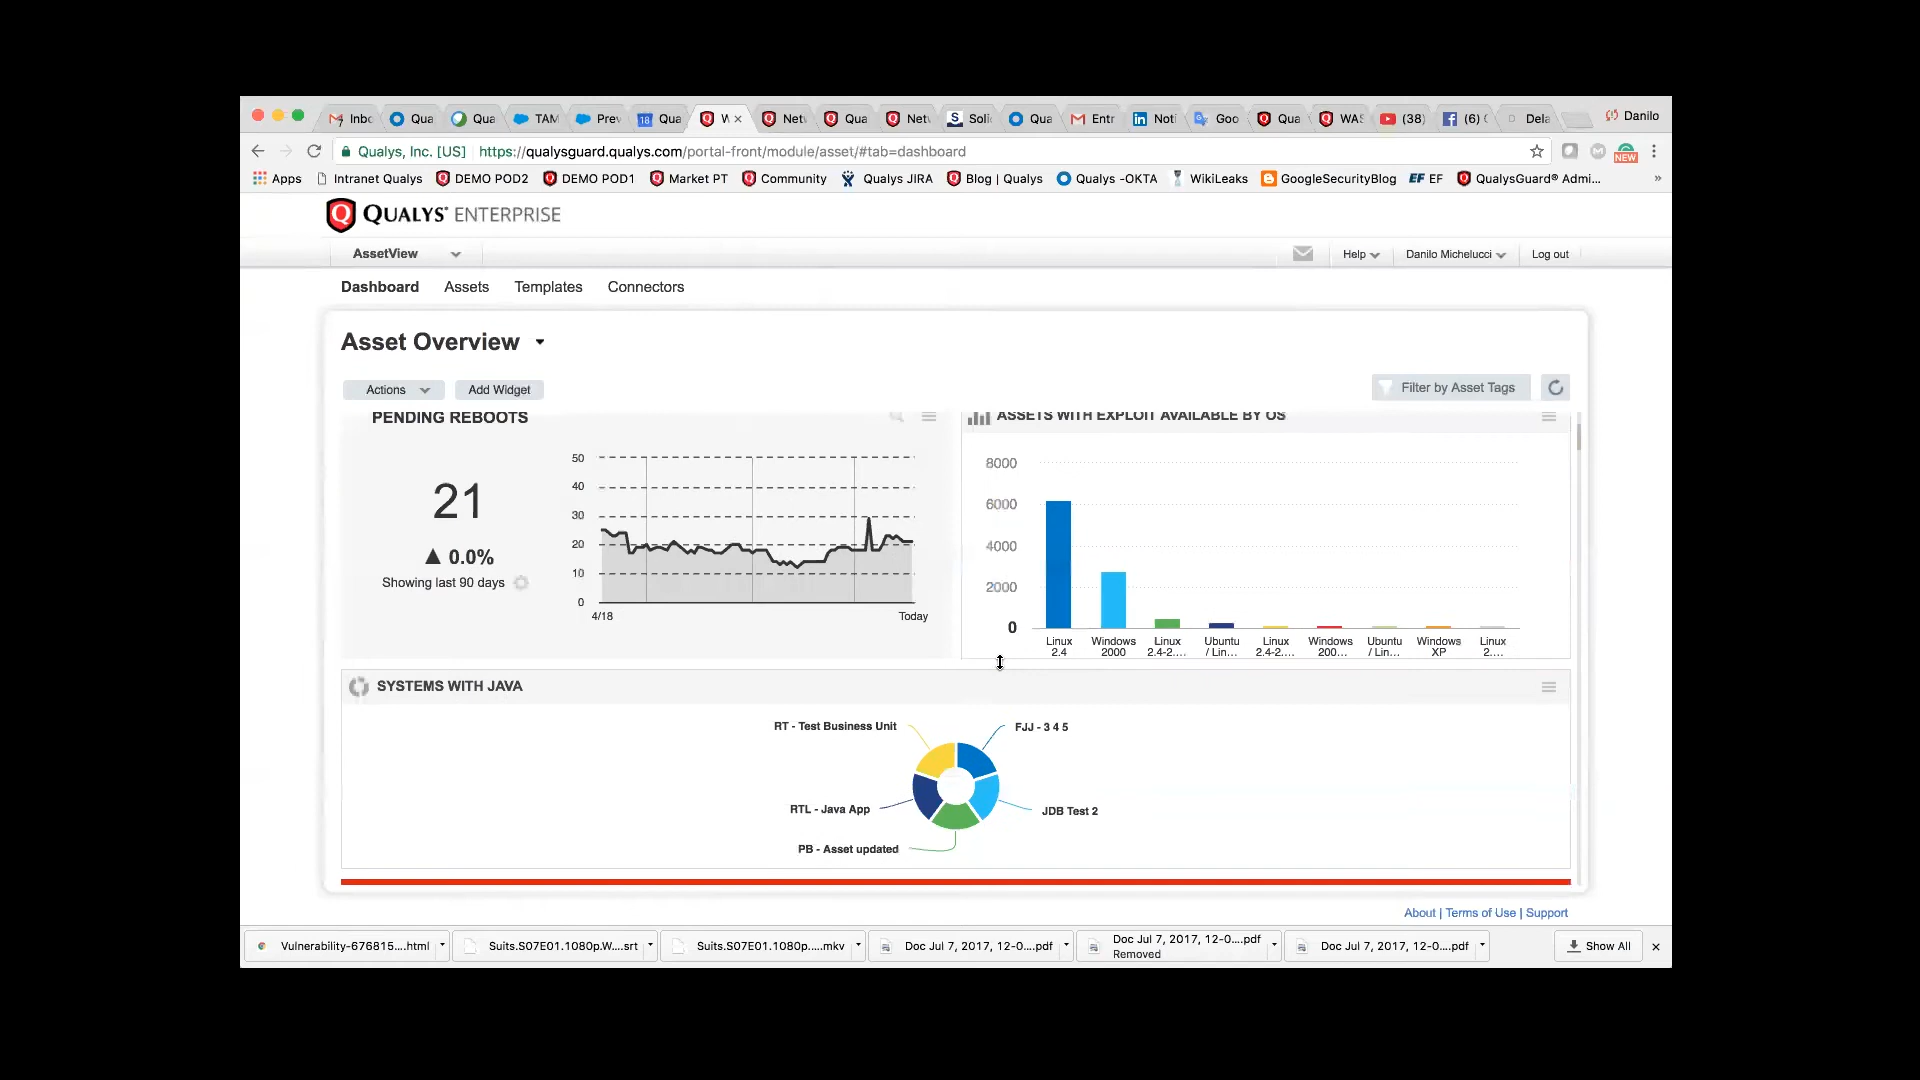 Inbc Qua Qua TAM Prev 18 Qua W Netv Qua Netv S Soli Qua Entr in Noti Goo Qua WAS (38) (6) Dela Danilo
Qualys, Inc. [US] https://qualysguard.qualys.com/portal-front/module/asset/#tab=dashboard NEW
Apps Intranet Qualys DEMO POD2 DEMO POD1 Market PT Community Qualys JIRA Blog | Qualys Qualys -OKTA WikiLeaks GoogleSecurityBlog EF EF QualysGuard® Admi... »
QUALYS® ENTERPRISE
AssetView Help Danilo Michelucci Log out
Dashboard Assets Templates Connectors
Asset Overview
Actions Add Widget Filter by Asset Tags
PENDING REBOOTS
21
0.0%
Showing last 90 days
50
40
30
20
10
0
4/18 Today
ASSETS WITH EXPLOIT AVAILABLE BY OS
8000
6000
4000
2000
0
Linux 2.4
Windows 2000
Linux 2.4-2....
Ubuntu / Lin...
Linux 2.4-2....
Windows 200...
Ubuntu / Lin...
Windows XP
Linux 2....
SYSTEMS WITH JAVA
RT - Test Business Unit
FJJ - 3 4 5
RTL - Java App
JDB Test 2
PB - Asset updated
About | Terms of Use | Support
Vulnerability-676815....html Suits.S07E01.1080p.W....srt Suits.S07E01.1080p.....mkv Doc Jul 7, 2017, 12-0....pdf Doc Jul 7, 2017, 12-0....pdf Doc Jul 7, 2017, 12-0....pdf Show All
Removed